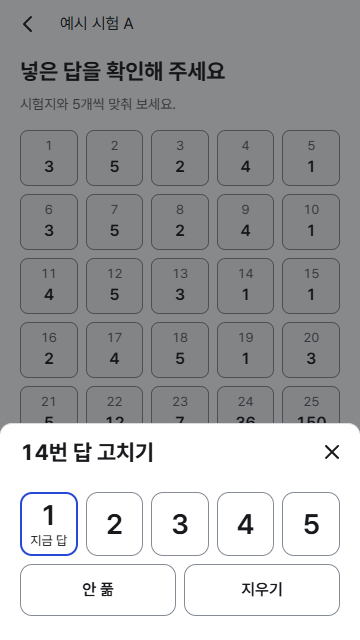 예시 시험 A
넣은 답을 확인해 주세요
시험지와 5개씩 맞춰 보세요.
1 2 3 4 5
3 5 2 4 1
6 7 8 9 10
3 5 2 4 1
11 12 13 14 15
4 5 3 1 1
16 17 18 19 20
2 4 5 1 3
21 22 23 24 25
5 12 7 36 150
14번 답 고치기
1 2 3 4 5
지금 답
안 풂 지우기